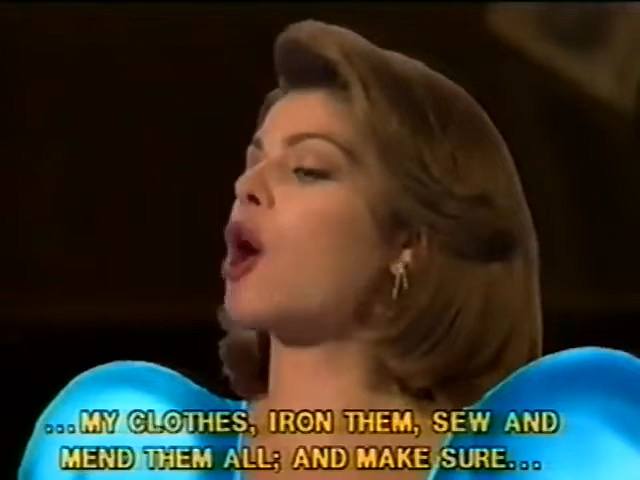 ...MY CLOTHES, IRON THEM, SEW AND
MEND THEM ALL; AND MAKE SURE...